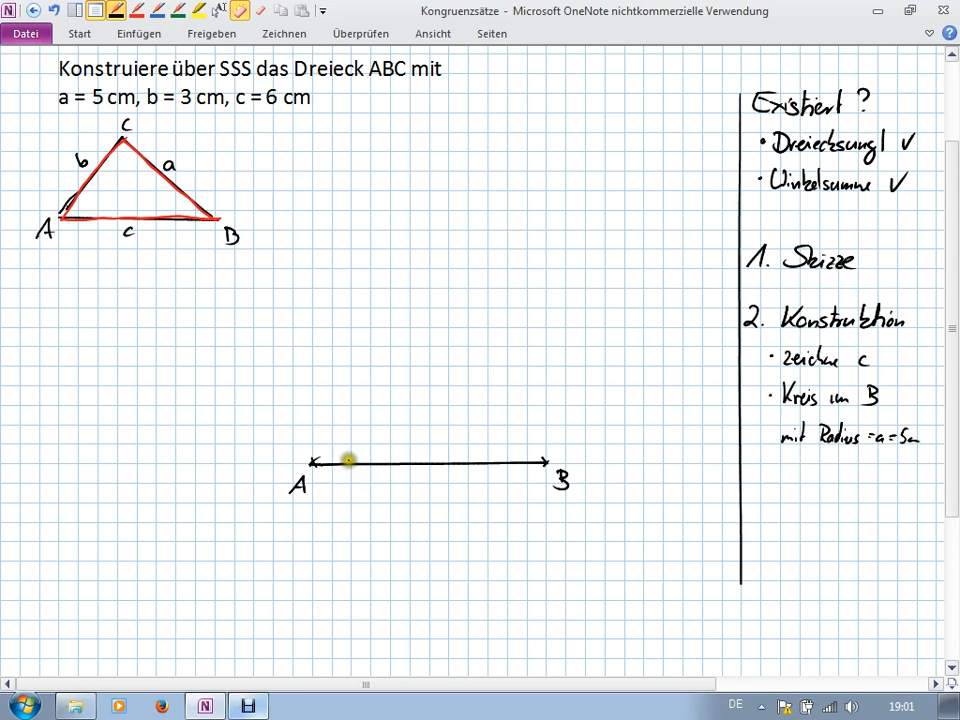 Kongruenzsätze - Microsoft OneNote nichtkommerzielle Verwendung
Datei Start Einfügen Freigeben Zeichnen Überprüfen Ansicht Seiten
Konstruiere über SSS das Dreieck ABC mit
a = 5 cm, b = 3 cm, c = 6 cm
C
b a
A c B
Existiert ?
• Dreiecksungl ✓
• Winkelsumme ✓
1. Skizze
2. Konstruktion
• zeichne c
• Kreis um B
mit Radius = a = 5cm
A B
DE 19:01